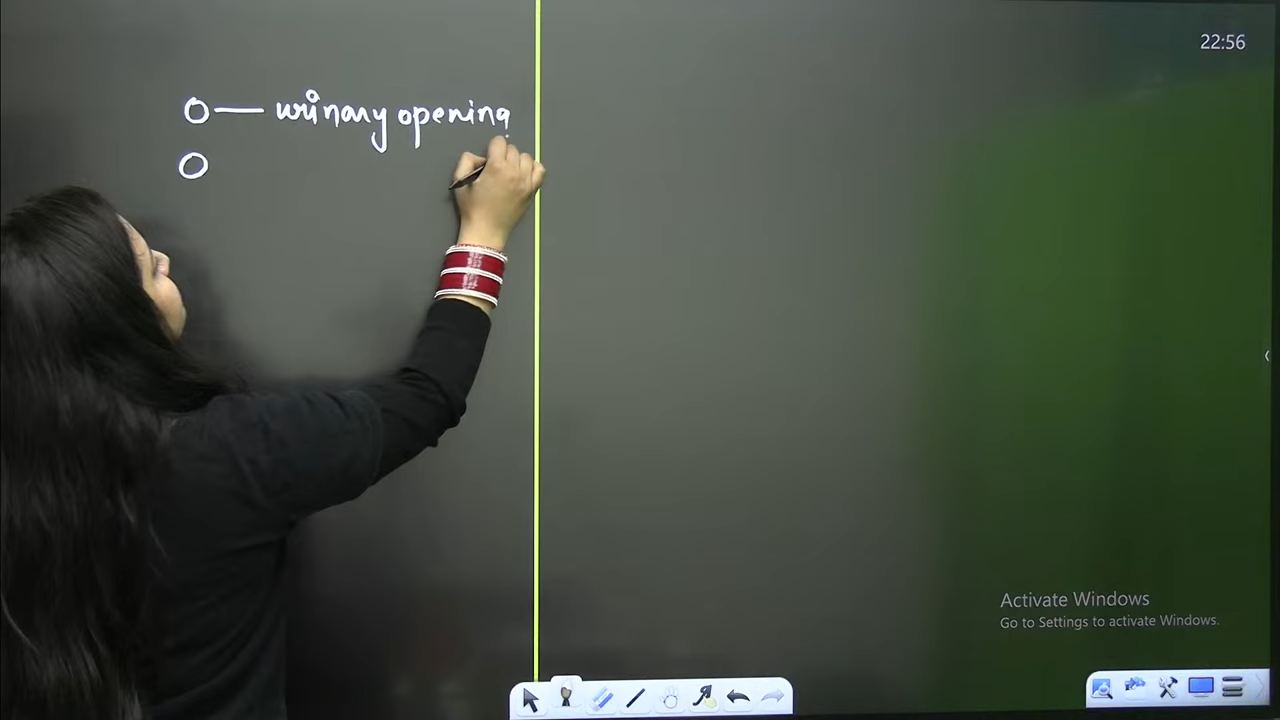 22:56
urinary opening
Activate Windows
Go to Settings to activate Windows.